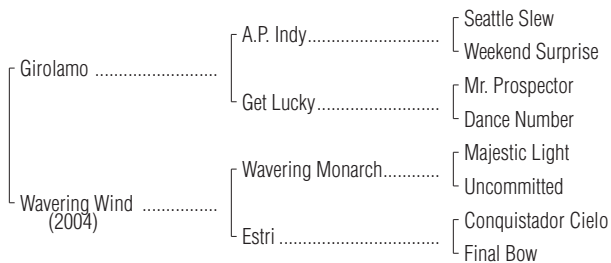 Seattle Slew
A.P. Indy..............................
Weekend Surprise
Girolamo ...........................
Mr. Prospector
Get Lucky............................
Dance Number
Majestic Light
Wavering Monarch............
Uncommitted
Wavering Wind ................
(2004)
Conquistador Cielo
Estri ....................................
Final Bow